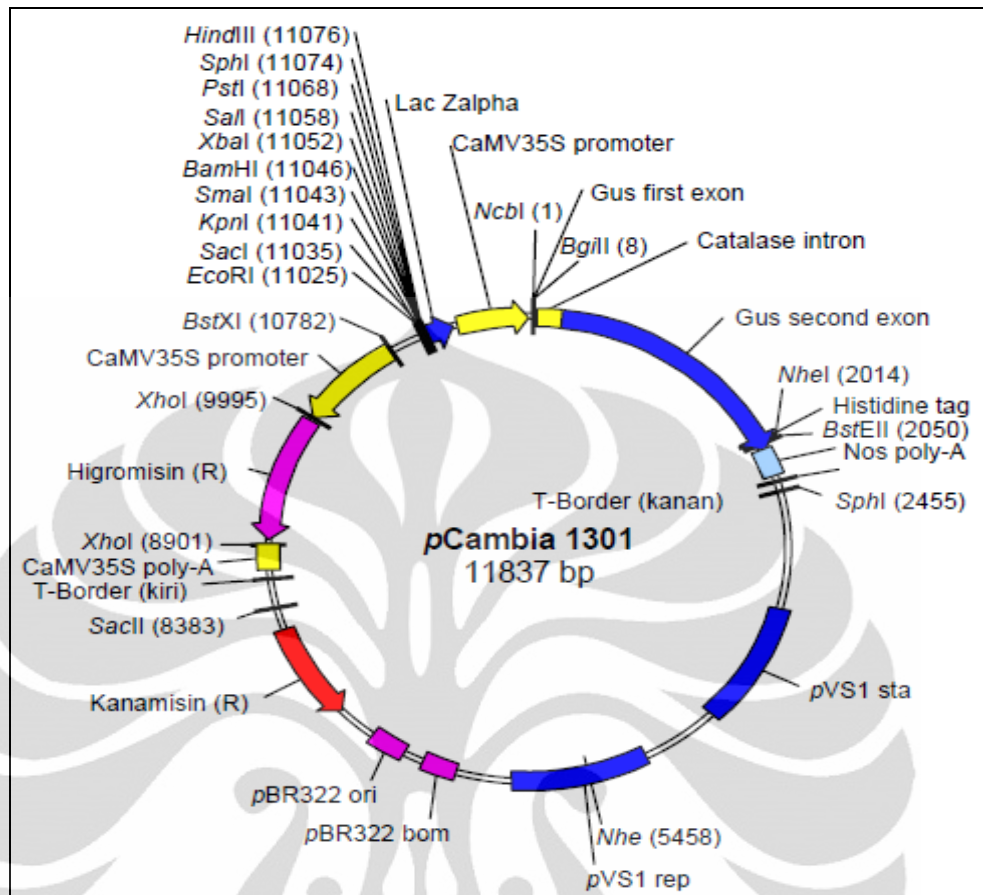 HindIII (11076)
SphI (11074)
PstI (11068)
SalI (11058)
XbaI (11052)
BamHI (11046)
SmaI (11043)
KpnI (11041)
SacI (11035)
EcoRI (11025)
BstXI (10782)
CaMV35S promoter
XhoI (9995)
Higromisin (R)
XhoI (8901)
CaMV35S poly-A
T-Border (kiri)
SacII (8383)
Kanamisin (R)
pBR322 ori
pBR322 bom
Lac Zalpha
CaMV35S promoter
NcbI (1)
Gus first exon
BgiII (8)
Catalase intron
Gus second exon
NheI (2014)
Histidine tag
BstEII (2050)
Nos poly-A
T-Border (kanan)
SphI (2455)
pCambia 1301
11837 bp
pVS1 sta
Nhe (5458)
pVS1 rep